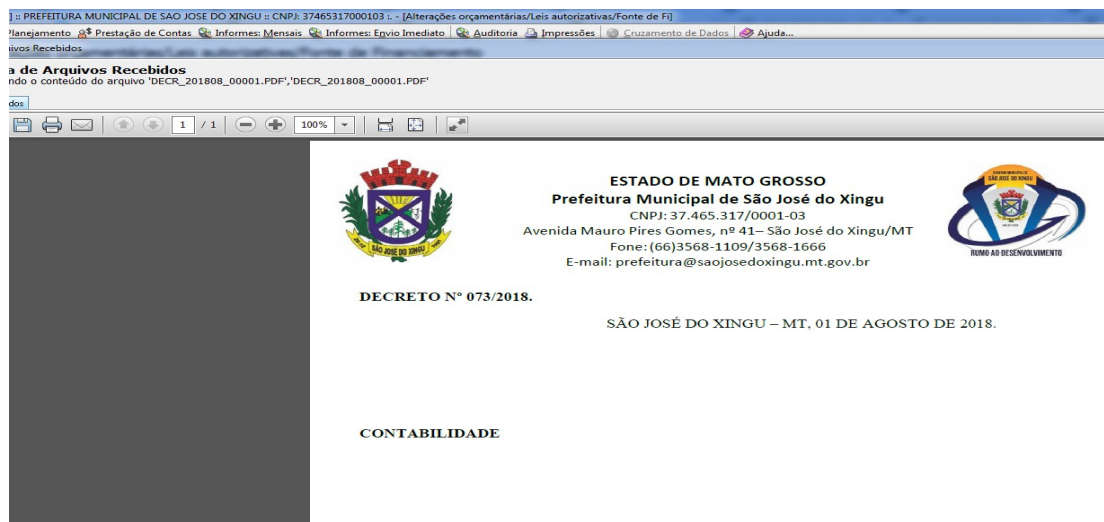 ] :: PREFEITURA MUNICIPAL DE SAO JOSE DO XINGU :: CNPJ: 37465317000103 :. - [Alterações orçamentárias/Leis autorizativas/Fonte de Fi]
Planejamento Prestação de Contas Informes: Mensais Informes: Envio Imediato Auditoria Impressões Cruzamento de Dados Ajuda...
uivos Recebidos
a de Arquivos Recebidos
ndo o conteúdo do arquivo 'DECR_201808_00001.PDF','DECR_201808_00001.PDF'
dos
1 / 1 100%
ESTADO DE MATO GROSSO
Prefeitura Municipal de São José do Xingu
CNPJ: 37.465.317/0001-03
Avenida Mauro Pires Gomes, nº 41– São José do Xingu/MT
Fone: (66)3568-1109/3568-1666
E-mail: prefeitura@saojosedoxingu.mt.gov.br
SÃO JOSÉ DO XINGU
SÃO JOSE DO XINGU
RUMO AO DESENVOLVIMENTO
DECRETO Nº 073/2018.
SÃO JOSÉ DO XINGU – MT, 01 DE AGOSTO DE 2018.
CONTABILIDADE